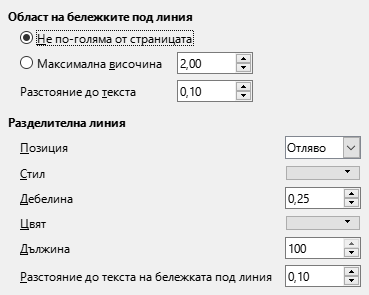 Област на бележките под линия
Не по-голяма от страницата
Максимална височина 2,00
Разстояние до текста 0,10
Разделителна линия
Позиция Отляво
Стил
Дебелина 0,25
Цвят
Дължина 100
Разстояние до текста на бележката под линия 0,10